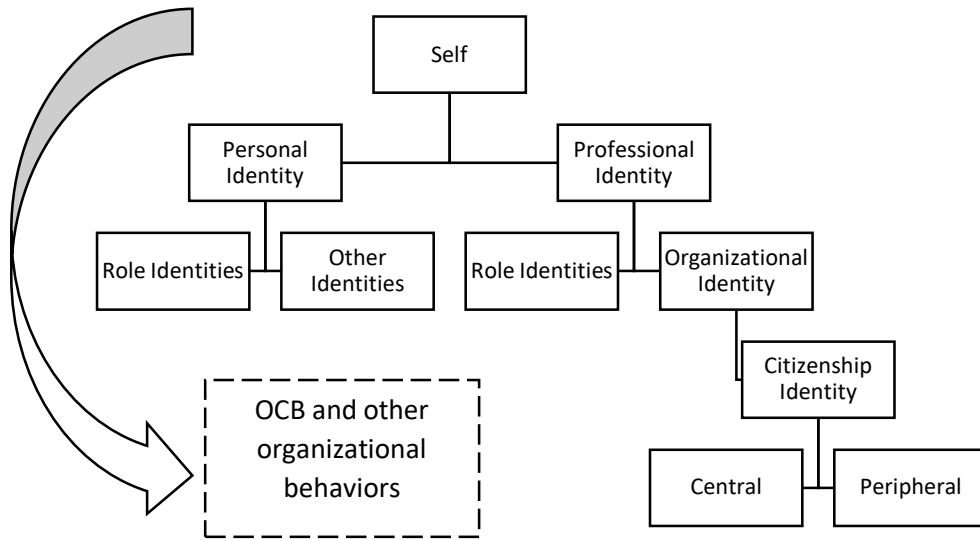 Self
Personal
Identity
Professional
Identity
Role Identities
Other
Identities
Role Identities
Organizational
Identity
Citizenship
Identity
OCB and other
organizational
behaviors
Central
Peripheral